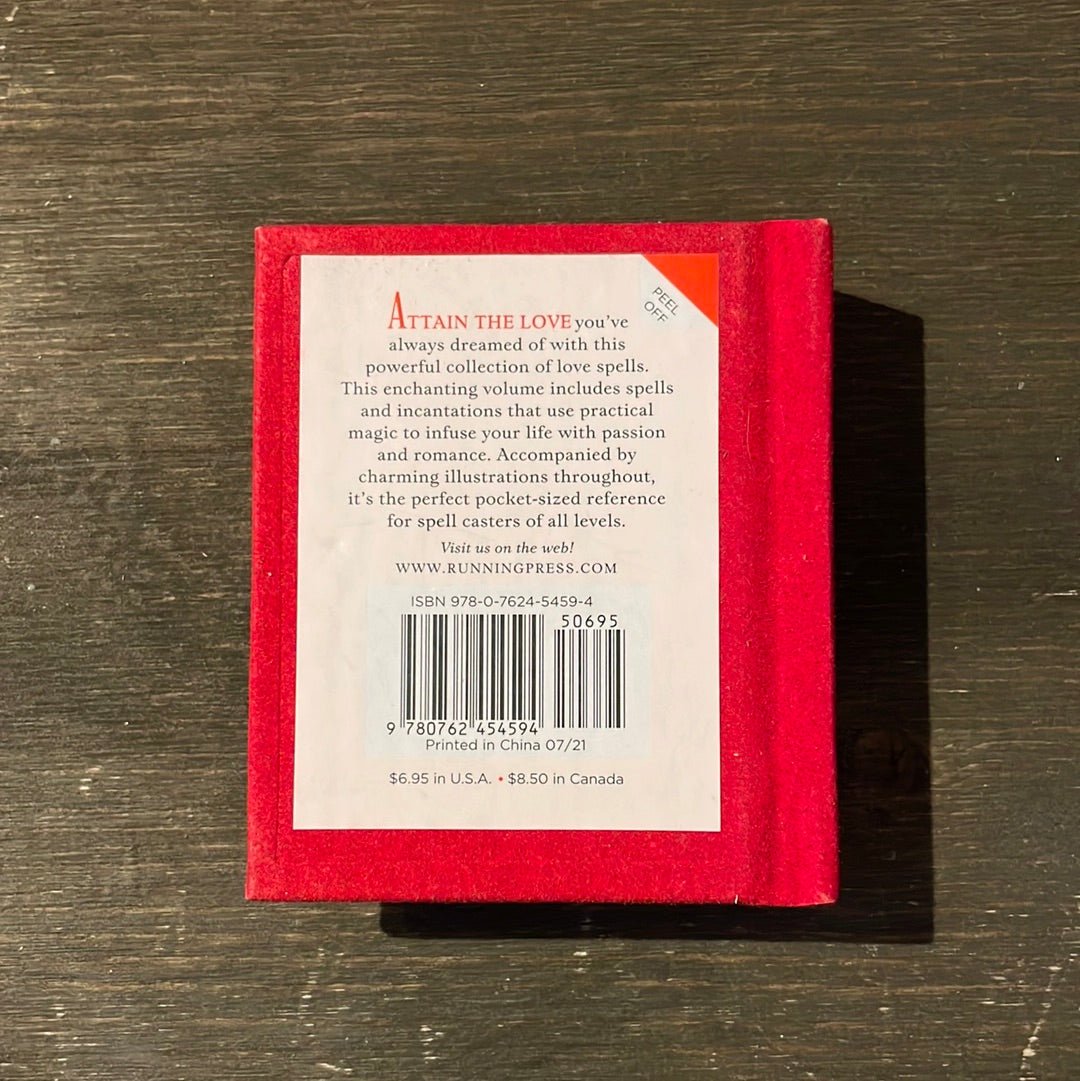 ATTAIN THE LOVE you've
always dreamed of with this
powerful collection of love spells.
This enchanting volume includes spells
and incantations that use practical
magic to infuse your life with passion
and romance. Accompanied by
charming illustrations throughout,
it's the perfect pocket-sized reference
for spell casters of all levels.
Visit us on the web!
WWW.RUNNINGPRESS.COM
ISBN 978-0-7624-5459-4
50695
9 780762 454594
Printed in China 07/21
$6.95 in U.S.A. • $8.50 in Canada
PEEL
OFF